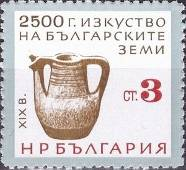 2500 Г. ИЗКУСТВО
НА БЪЛГАРСКИТЕ
ЗЕМИ
XIX В.
СТ. 3
НР БЪЛГАРИЯ